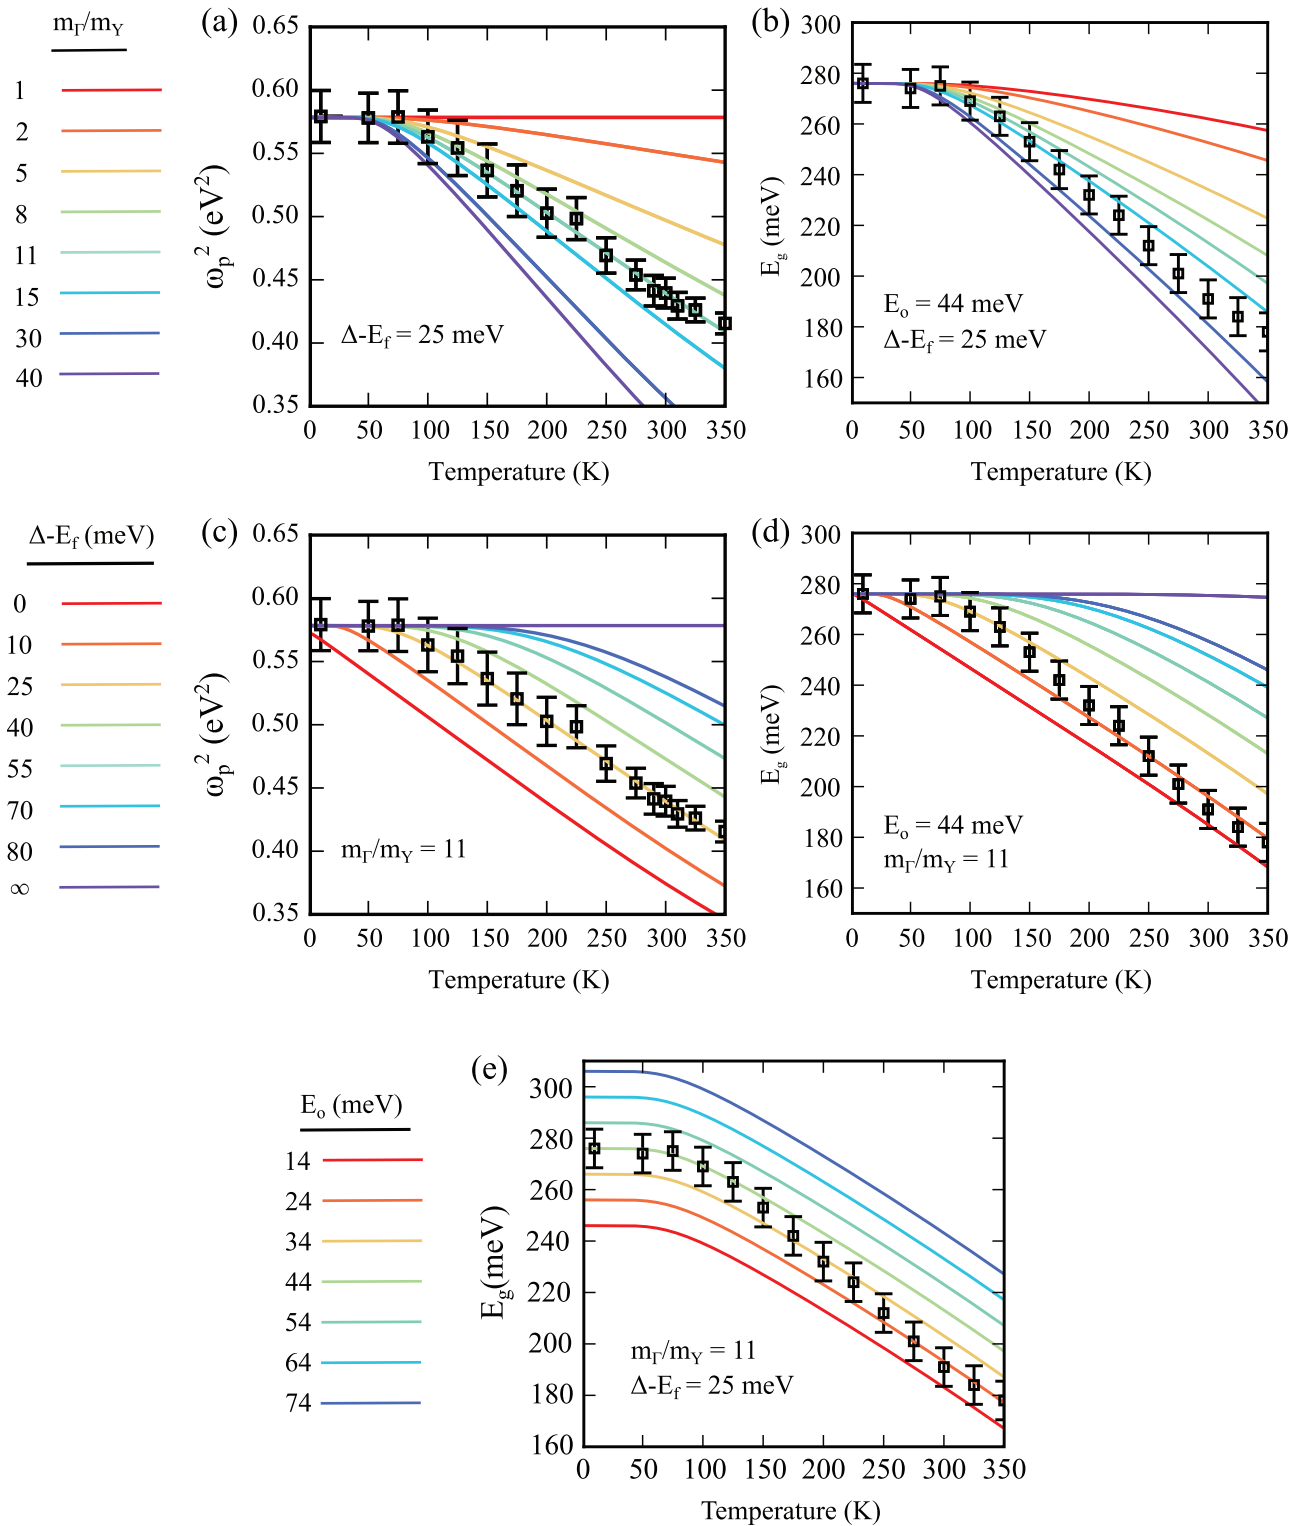 m_Γ/m_Y
1
2
5
8
11
15
30
40
(a)
0.65
0.60
0.55
0.50
0.45
0.40
0.35
ω_p^2 (eV^2)
Δ-E_f = 25 meV
0 50 100 150 200 250 300 350
Temperature (K)
(b)
300
280
260
240
220
200
180
160
E_g (meV)
E_o = 44 meV
Δ-E_f = 25 meV
0 50 100 150 200 250 300 350
Temperature (K)
Δ-E_f (meV)
0
10
25
40
55
70
80
∞
(c)
0.65
0.60
0.55
0.50
0.45
0.40
0.35
ω_p^2 (eV^2)
m_Γ/m_Y = 11
0 50 100 150 200 250 300 350
Temperature (K)
(d)
300
280
260
240
220
200
180
160
E_g (meV)
E_o = 44 meV
m_Γ/m_Y = 11
0 50 100 150 200 250 300 350
Temperature (K)
E_o (meV)
14
24
34
44
54
64
74
(e)
300
280
260
240
220
200
180
160
E_g(meV)
m_Γ/m_Y = 11
Δ-E_f = 25 meV
0 50 100 150 200 250 300 350
Temperature (K)